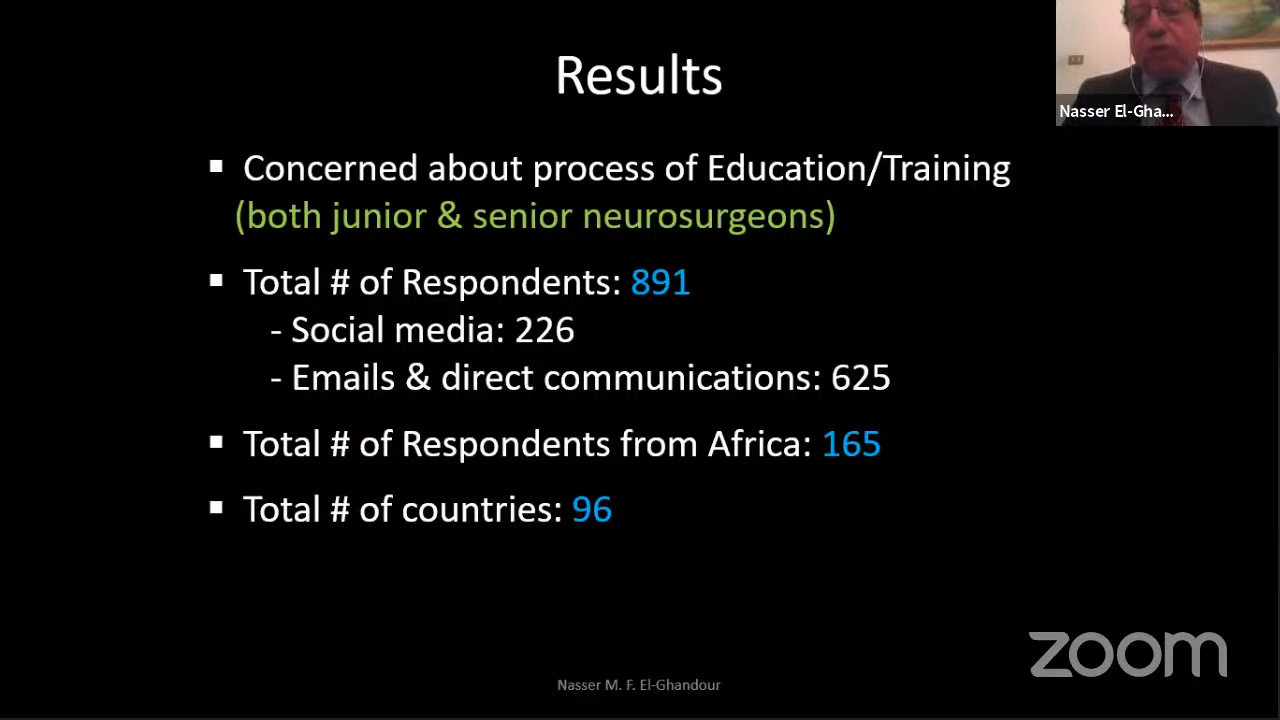 Results
Nasser El-Gha...
▪ Concerned about process of Education/Training
(both junior & senior neurosurgeons)
▪ Total # of Respondents: 891
- Social media: 226
- Emails & direct communications: 625
▪ Total # of Respondents from Africa: 165
▪ Total # of countries: 96
zoom
Nasser M. F. El-Ghandour